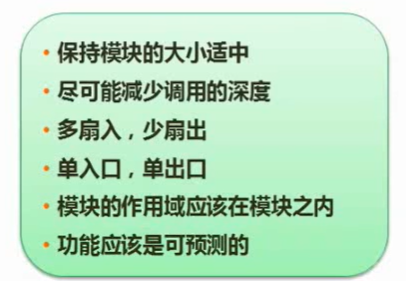 • 保持模块的大小适中
• 尽可能减少调用的深度
• 多扇入，少扇出
• 单入口，单出口
• 模块的作用域应该在模块之内
• 功能应该是可预测的